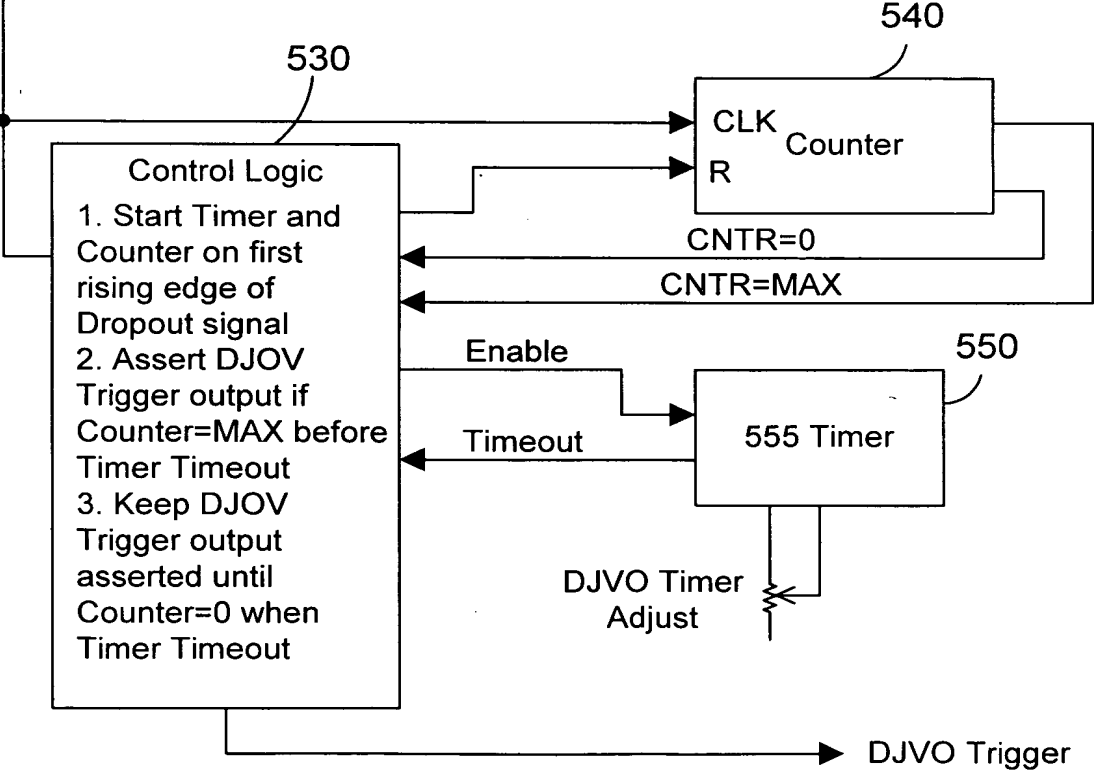 540
530
CLK
Counter
R
Control Logic
1. Start Timer and
Counter on first
rising edge of
Dropout signal
2. Assert DJOV
Trigger output if
Counter=MAX before
Timer Timeout
3. Keep DJOV
Trigger output
asserted until
Counter=0 when
Timer Timeout
CNTR=0
CNTR=MAX
Enable
Timeout
550
555 Timer
DJVO Timer
Adjust
DJVO Trigger